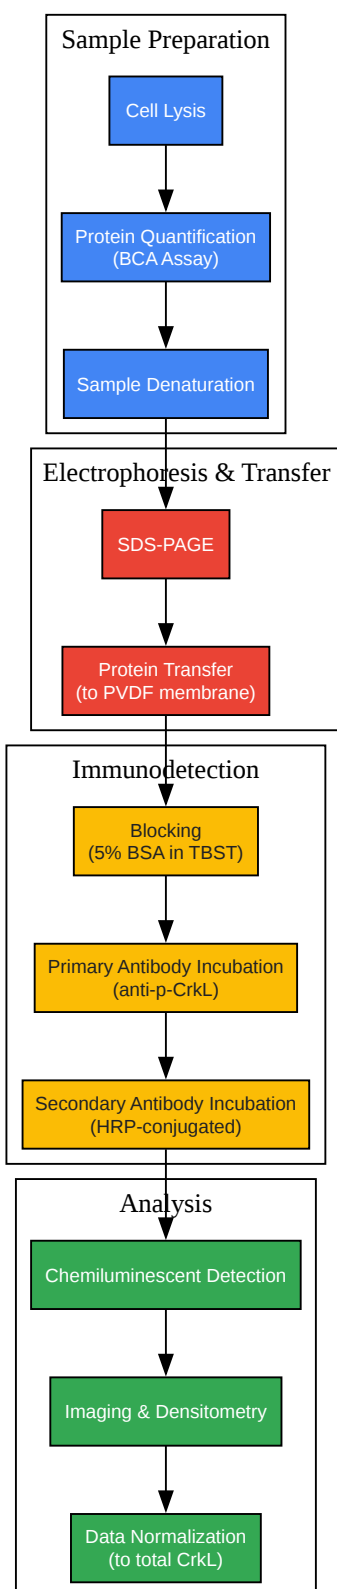 Sample Preparation
Cell Lysis
Protein Quantification
(BCA Assay)
Sample Denaturation
Electrophoresis & Transfer
SDS-PAGE
Protein Transfer
(to PVDF membrane)
Immunodetection
Blocking
(5% BSA in TBST)
Primary Antibody Incubation
(anti-p-CrkL)
Secondary Antibody Incubation
(HRP-conjugated)
Analysis
Chemiluminescent Detection
Imaging & Densitometry
Data Normalization
(to total CrkL)